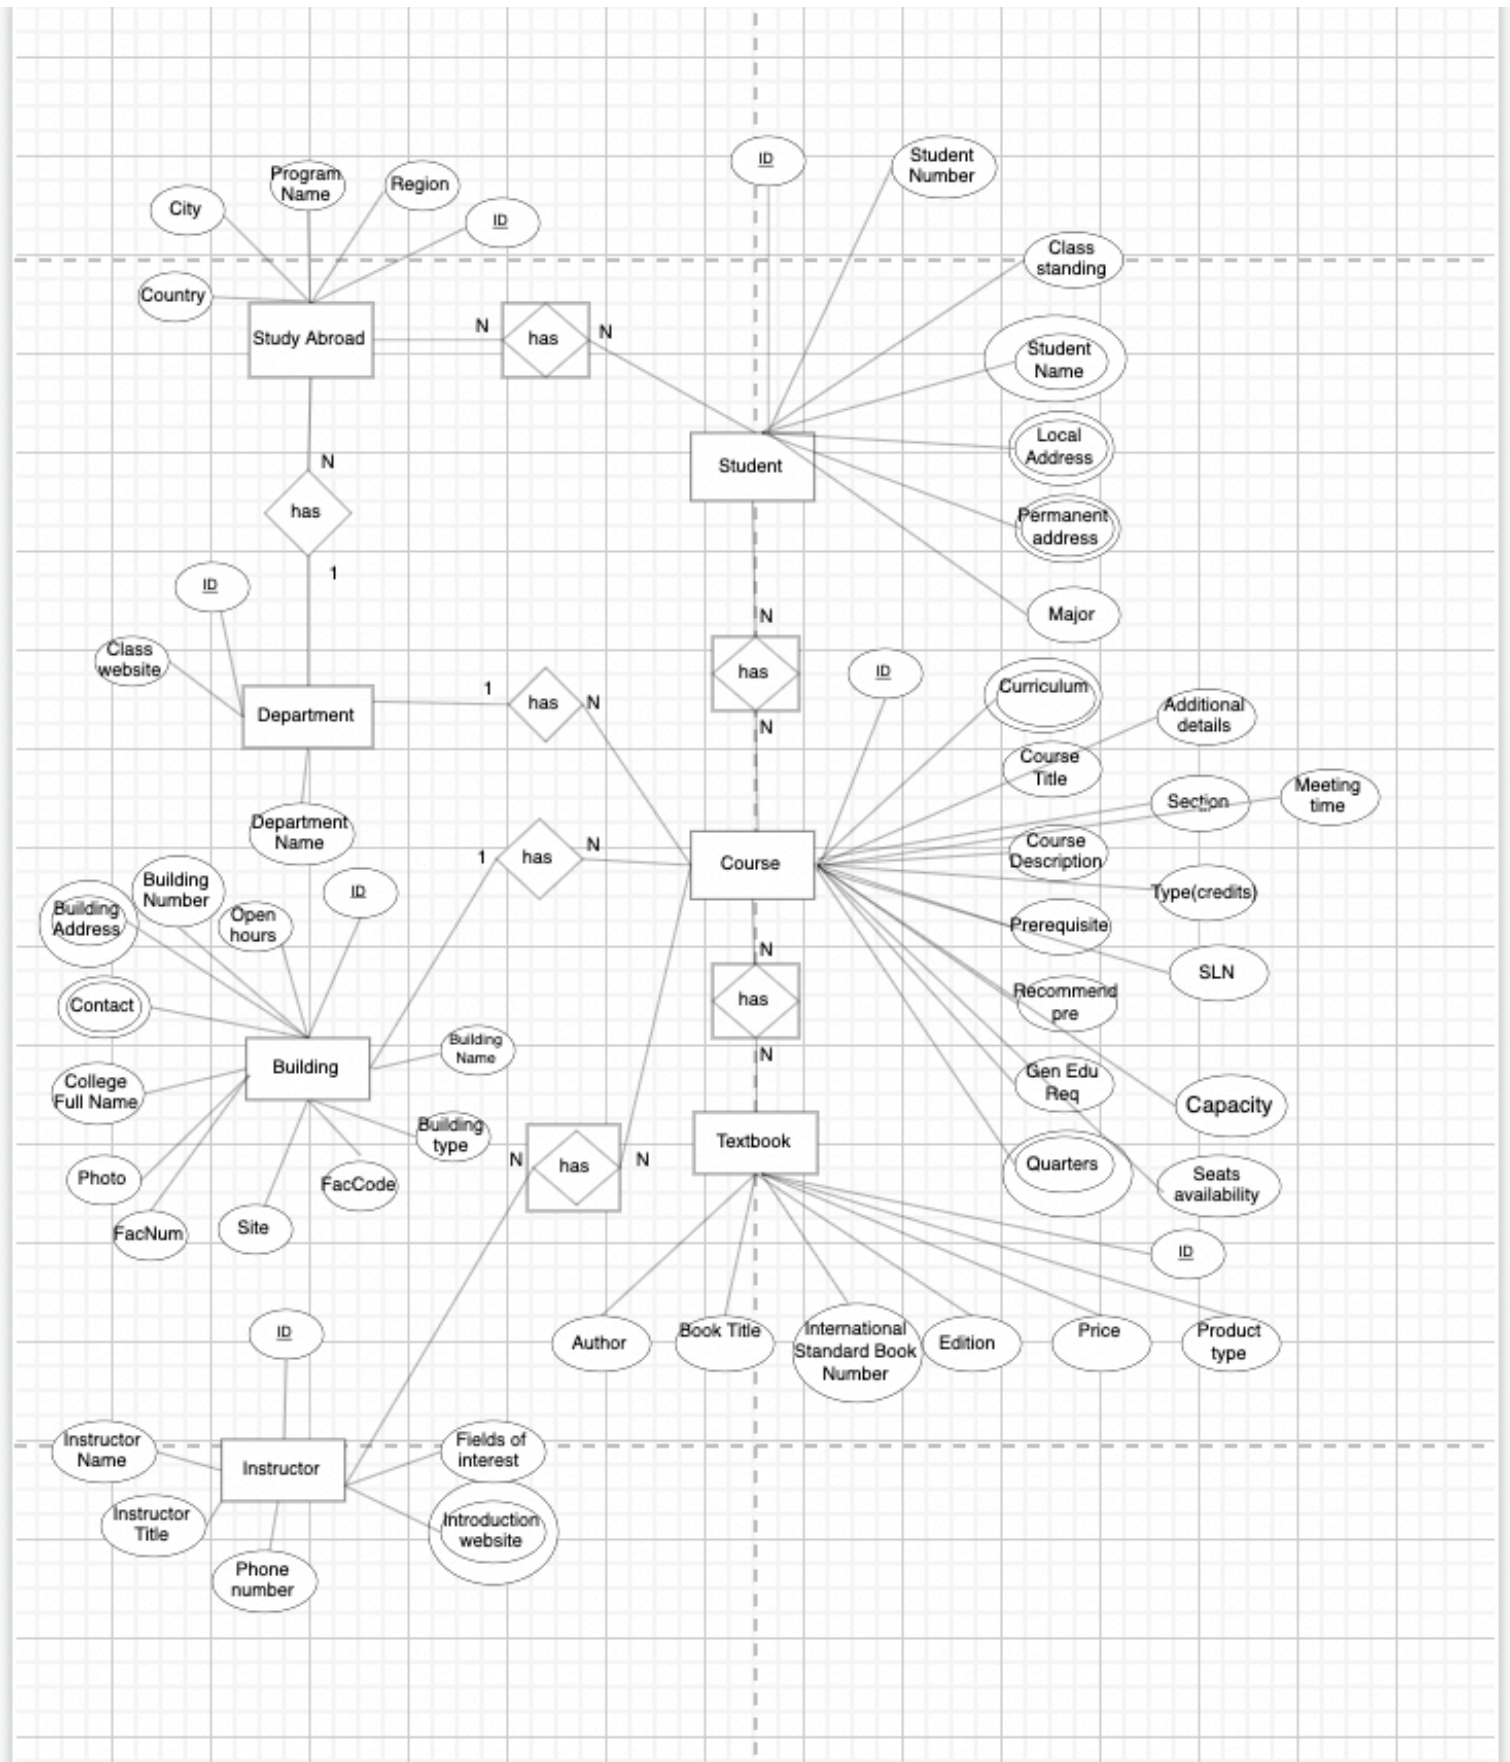 ID
Student
Number
Program
Name
Region
City
ID
Class
standing
Country
Study Abroad
N
has
N
Student
Name
Local
Address
Student
N
Permanent
address
has
1
ID
Major
N
Class
website
has
ID
Curriculum
Department
1
has
N
N
Additional
details
Course
Title
Section
Meeting
time
Department
Name
1
has
N
Course
Course
Description
Type(credits)
Building
Number
ID
Building
Address
Open
hours
Prerequisite
N
SLN
Contact
has
Recommend
pre
Building
Name
N
Building
Gen Edu
Req
College
Full Name
Capacity
Building
type
Textbook
N
has
N
Quarters
Photo
FacCode
Seats
availability
FacNum
Site
ID
ID
Author
Book Title
International
Standard Book
Number
Edition
Price
Product
type
Instructor
Name
Instructor
Fields of
interest
Instructor
Title
Introduction
website
Phone
number